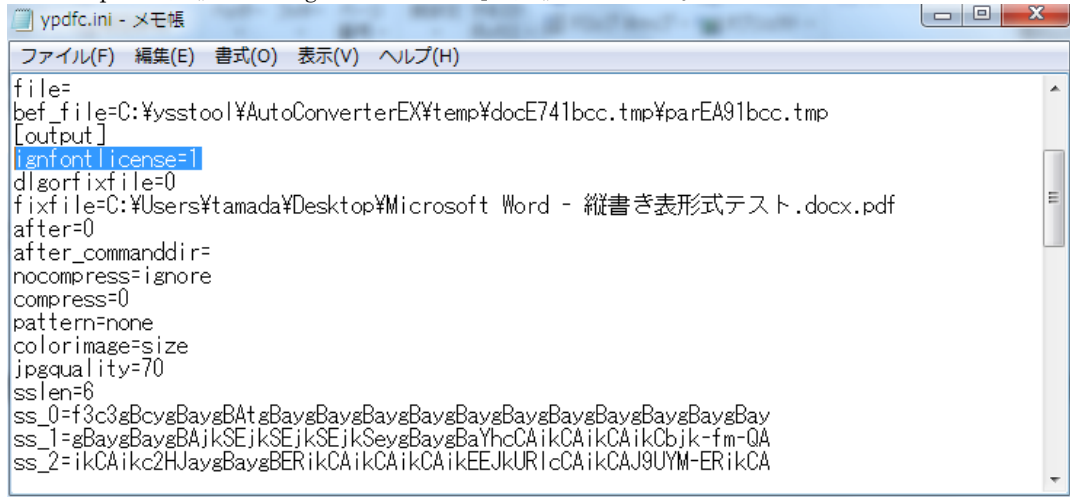 ypdfc.ini - メモ帳
ファイル(F) 編集(E) 書式(O) 表示(V) ヘルプ(H)
file=
bef_file=C:¥ysstool¥AutoConverterEX¥temp¥docE741bcc.tmp¥parEA91bcc.tmp
[output]
ignfontlicense=1
dlgorfixfile=0
fixfile=C:¥Users¥tamada¥Desktop¥Microsoft Word - 縦書き表形式テスト.docx.pdf
after=0
after_commanddir=
nocompress=ignore
compress=0
pattern=none
colorimage=size
jpgquality=70
sslen=6
ss_0=f3c3gBcygBaygBAtgBaygBaygBaygBaygBaygBaygBaygBaygBaygBaygBay
ss_1=gBaygBaygBAjkSEjkSEjkSEjkSeygBaygBaYhcCAikCAikCAikCbjk-fm-QA
ss_2=ikCAikc2HJaygBaygBERikCAikCAikCAikEEJkURIcCAikCAJ9UYM-ERikCA